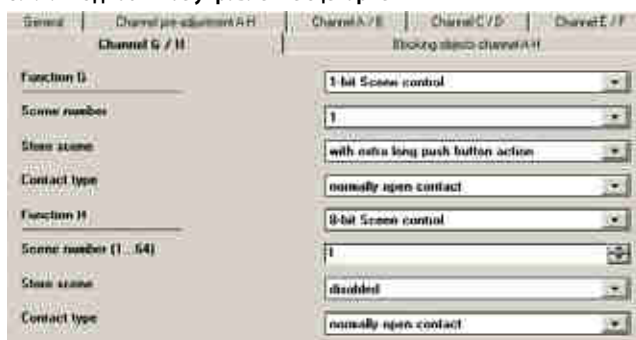 General Channel pre-adjustment A-H Channel A / B Channel C / D Channel E / F
Channel G / H Blocking objects channel A-H
Function G 1-bit Scene control
Scene number 1
Store scene with extra long push button action
Contact type normally open contact
Function H 8-bit Scene control
Scene number (1...64) 1
Store scene disabled
Contact type normally open contact